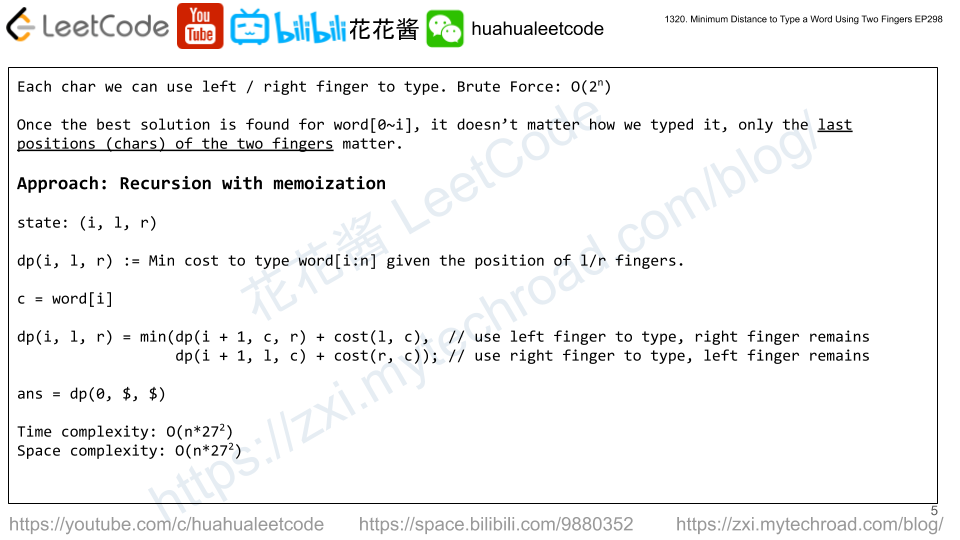 LeetCode You Tube bilibili 花花酱 huahualeetcode
1320. Minimum Distance to Type a Word Using Two Fingers EP298
Each char we can use left / right finger to type. Brute Force: O(2ⁿ)
Once the best solution is found for word[0~i], it doesn’t matter how we typed it, only the last
positions (chars) of the two fingers matter.
Approach: Recursion with memoization
state: (i, l, r)
dp(i, l, r) := Min cost to type word[i:n] given the position of l/r fingers.
c = word[i]
dp(i, l, r) = min(dp(i + 1, c, r) + cost(l, c),  // use left finger to type, right finger remains
dp(i + 1, l, c) + cost(r, c)); // use right finger to type, left finger remains
ans = dp(0, $, $)
Time complexity: O(n*27²)
Space complexity: O(n*27²)
花花酱 LeetCode
https://zxi.mytechroad.com/blog/
5
https://youtube.com/c/huahualeetcode https://space.bilibili.com/9880352 https://zxi.mytechroad.com/blog/